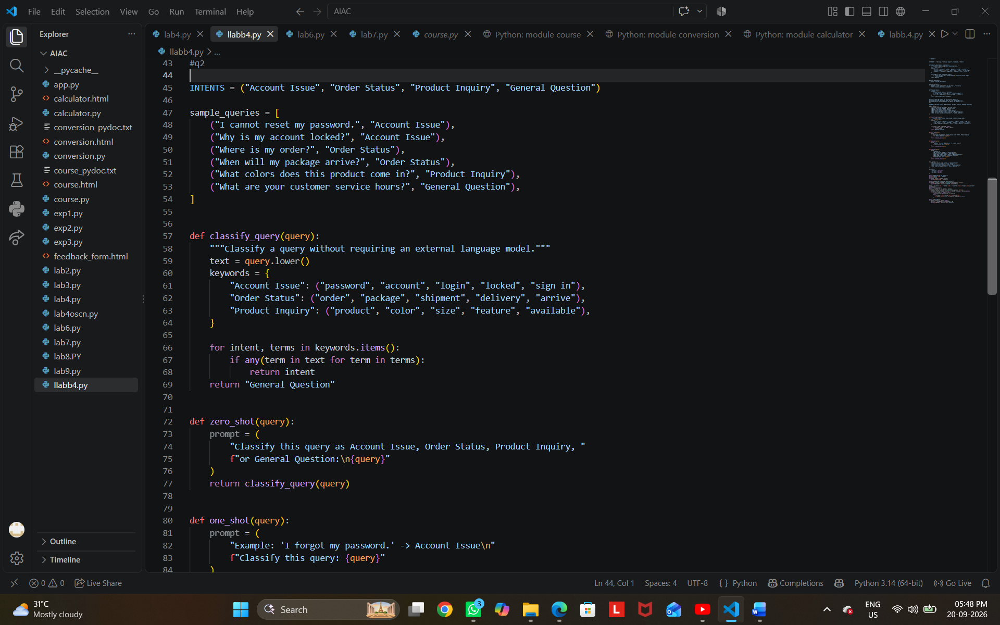 File Edit Selection View Go Run Terminal Help
AIAC
Explorer
AIAC
__pycache__
app.py
calculator.html
calculator.py
conversion_pydoc.txt
conversion.html
conversion.py
course_pydoc.txt
course.html
course.py
exp1.py
exp2.py
exp3.py
feedback_form.html
lab2.py
lab3.py
lab4.py
lab4oscn.py
lab6.py
lab7.py
lab8.PY
lab9.py
llabb4.py
Outline
Timeline
lab4.py llabb4.py lab6.py lab7.py course.py Python: module course Python: module conversion Python: module calculator labb.4.py
llabb4.py > ...
43 #q2
44
45 INTENTS = ("Account Issue", "Order Status", "Product Inquiry", "General Question")
46
47 sample_queries = [
48     ("I cannot reset my password.", "Account Issue"),
49     ("Why is my account locked?", "Account Issue"),
50     ("Where is my order?", "Order Status"),
51     ("When will my package arrive?", "Order Status"),
52     ("What colors does this product come in?", "Product Inquiry"),
53     ("What are your customer service hours?", "General Question"),
54 ]
55
56
57 def classify_query(query):
58     """Classify a query without requiring an external language model."""
59     text = query.lower()
60     keywords = {
61         "Account Issue": ("password", "account", "login", "locked", "sign in"),
62         "Order Status": ("order", "package", "shipment", "delivery", "arrive"),
63         "Product Inquiry": ("product", "color", "size", "feature", "available"),
64     }
65
66     for intent, terms in keywords.items():
67         if any(term in text for term in terms):
68             return intent
69     return "General Question"
70
71
72 def zero_shot(query):
73     prompt = (
74         "Classify this query as Account Issue, Order Status, Product Inquiry, "
75         f"or General Question:\n{query}"
76     )
77     return classify_query(query)
78
79
80 def one_shot(query):
81     prompt = (
82         "Example: 'I forgot my password.' -> Account Issue\n"
83         f"Classify this query: {query}"
84     )
0 0 Live Share
Ln 44, Col 1 Spaces: 4 UTF-8 { } Python Completions Python 3.14 (64-bit) Go Live
31°C
Mostly cloudy
Search
3
L
W
ENG
US
05:48 PM
20-09-2026